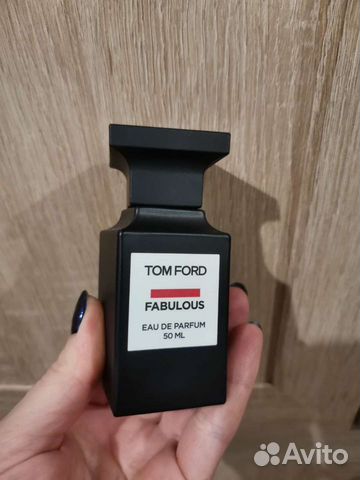 TOM FORD
FABULOUS
EAU DE PARFUM
50 ML
Avito